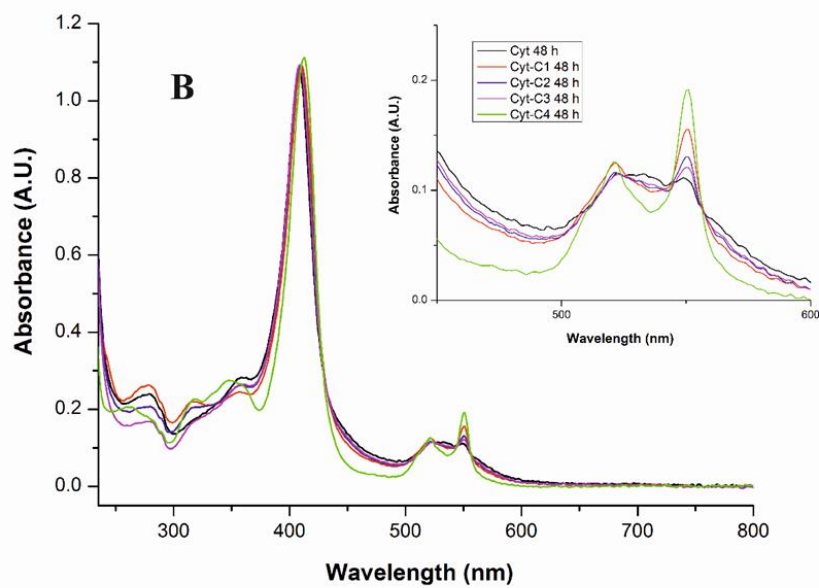 B
1.2
1.0
0.8
0.6
0.4
0.2
0.0
300 400 500 600 700 800
Absorbance (A.U.)
Wavelength (nm)
Cyt 48 h
Cyt-C1 48 h
Cyt-C2 48 h
Cyt-C3 48 h
Cyt-C4 48 h
0.2
0.1
0.0
500 600
Absorbance (A.U.)
Wavelength (nm)